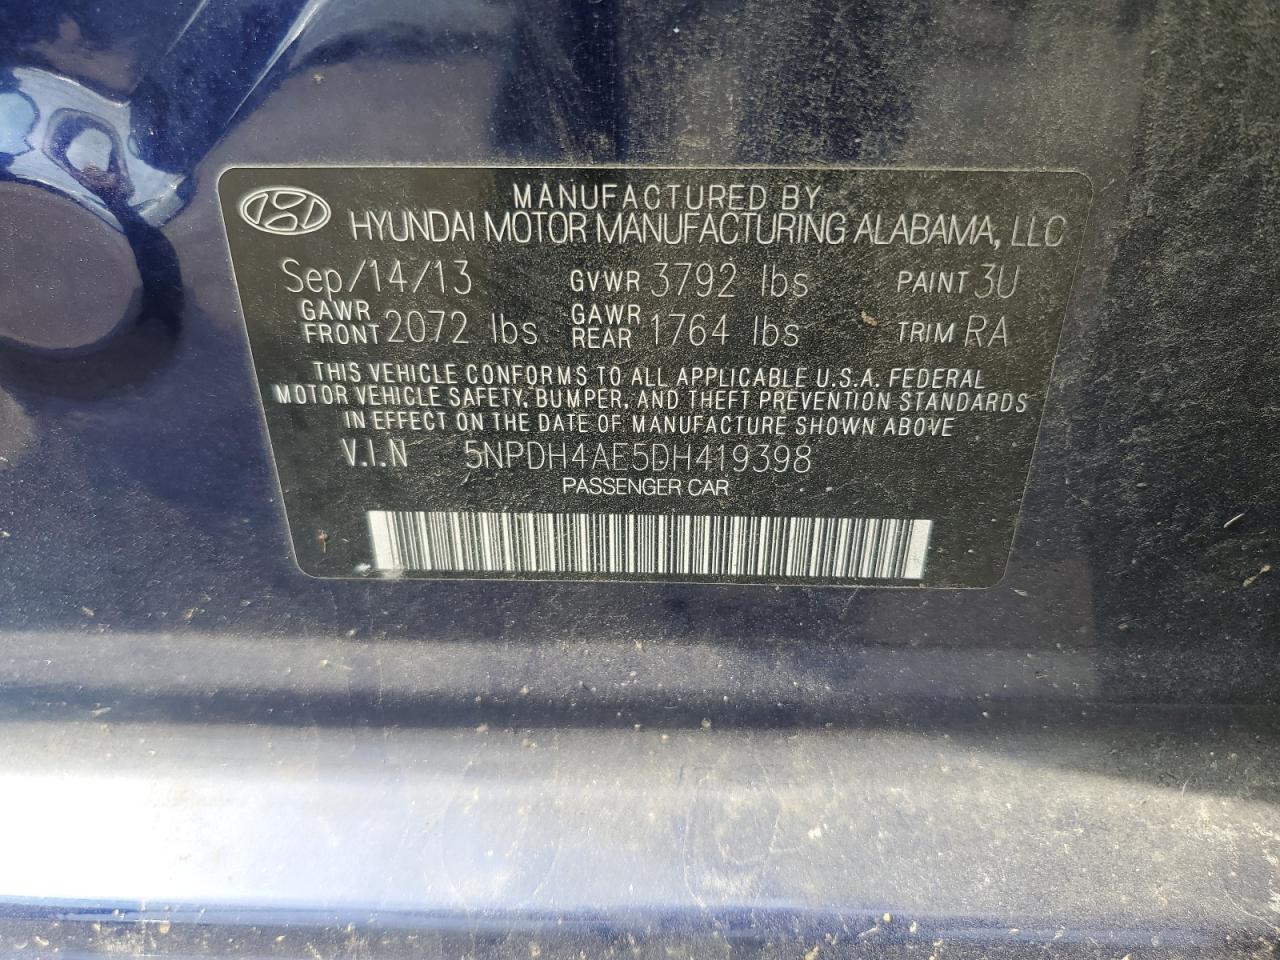 MANUFACTURED BY
HYUNDAI MOTOR MANUFACTURING ALABAMA, LLC
Sep/14/13 GVWR 3792 lbs PAINT 3U
GAWR FRONT 2072 lbs GAWR REAR 1764 lbs TRIM RA
THIS VEHICLE CONFORMS TO ALL APPLICABLE U.S.A. FEDERAL
MOTOR VEHICLE SAFETY, BUMPER, AND THEFT PREVENTION STANDARDS
IN EFFECT ON THE DATE OF MANUFACTURE SHOWN ABOVE
V.I.N 5NPDH4AE5DH419398
PASSENGER CAR